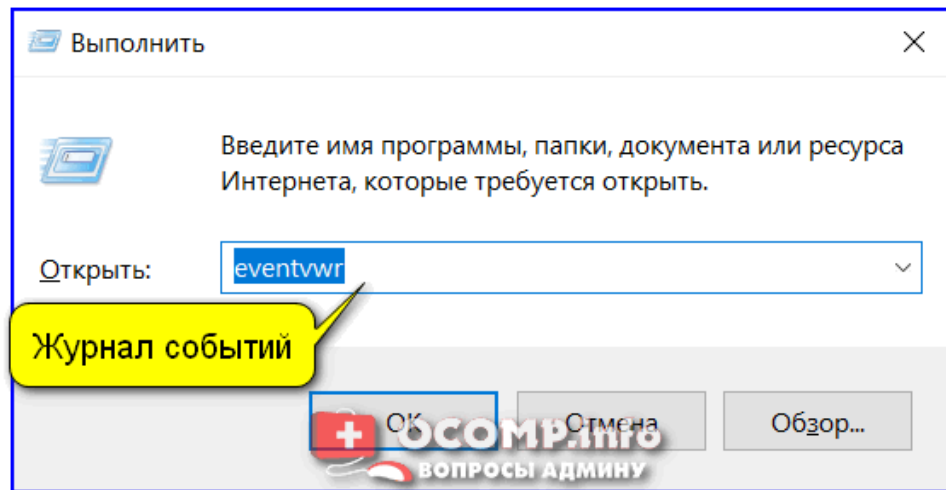 Выполнить
Введите имя программы, папки, документа или ресурса
Интернета, которые требуется открыть.
Открыть:
eventvwr
Журнал событий
OK
Отмена
Обзор...
OCOMP.info
ВОПРОСЫ АДМИНУ